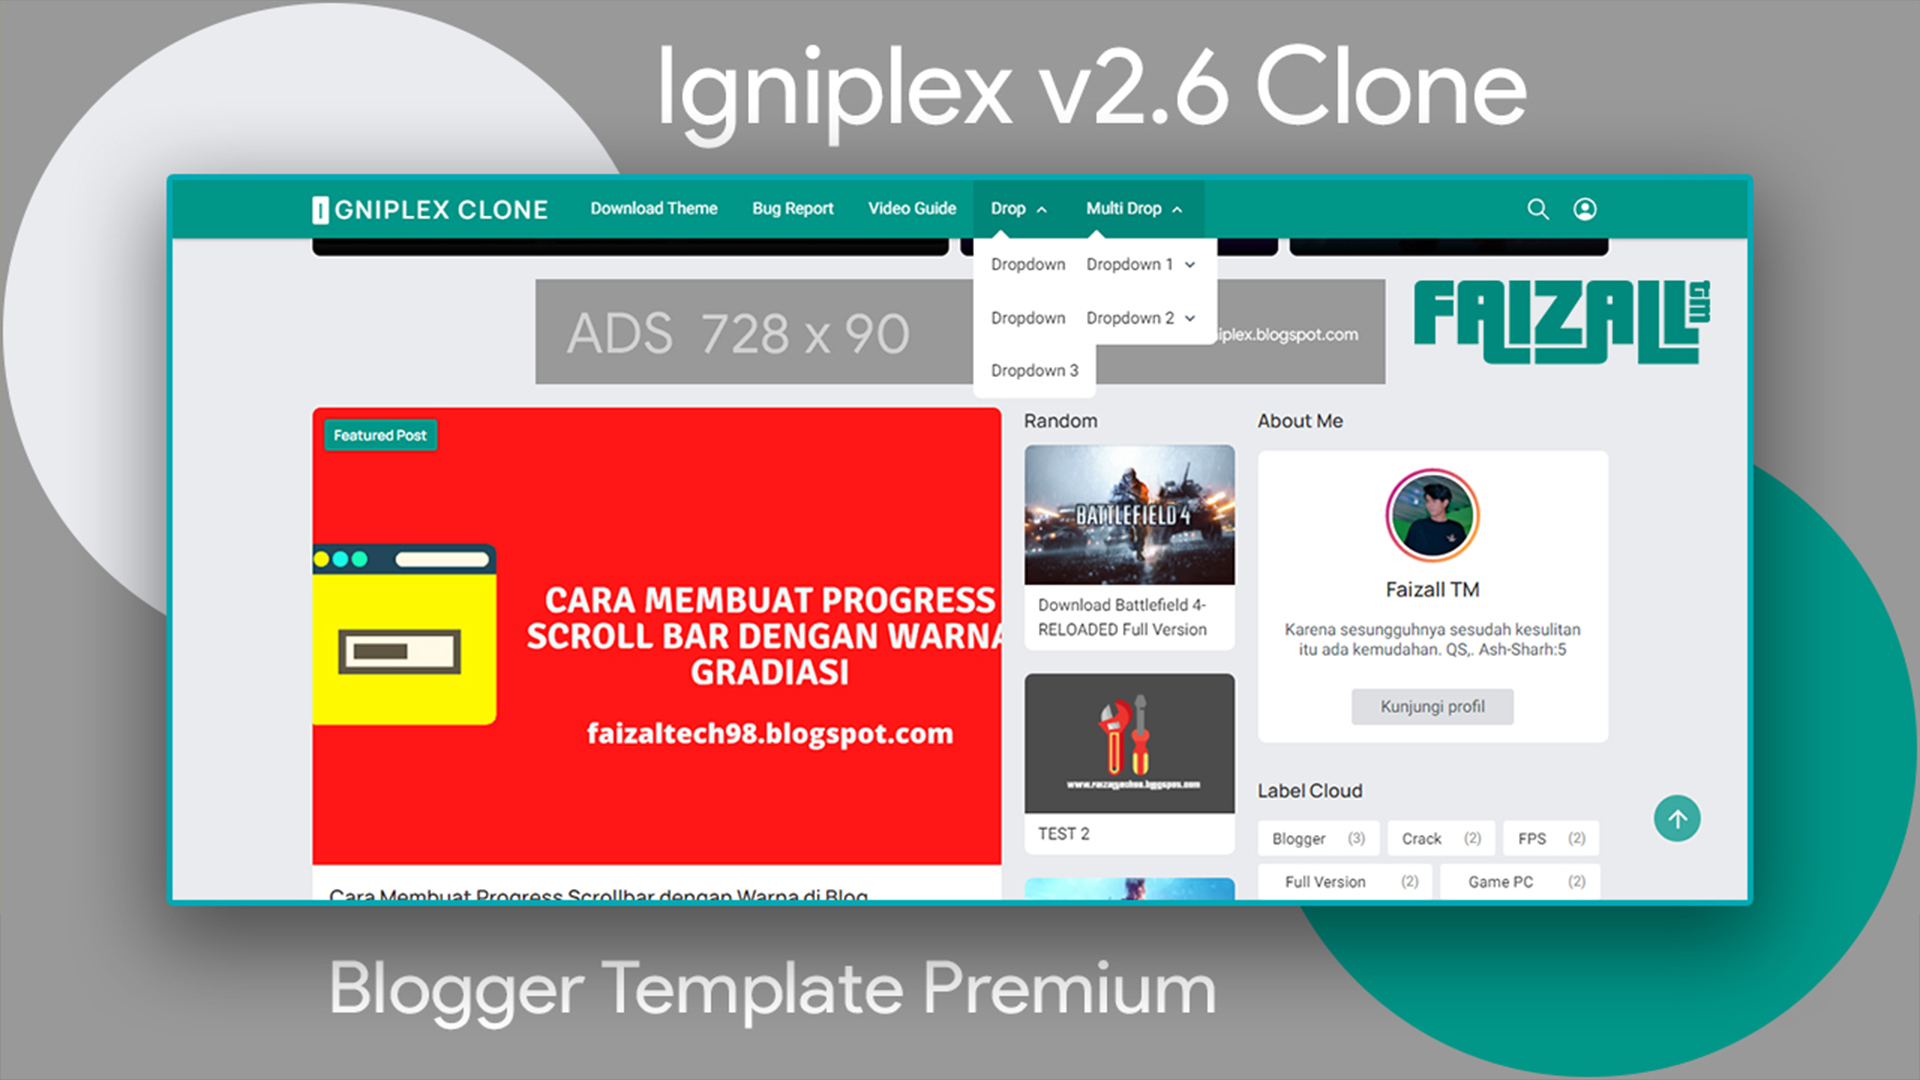 Igniplex v2.6 Clone
IGNIPLEX CLONE
Download Theme
Bug Report
Video Guide
Drop
Multi Drop
Dropdown
Dropdown 1
Dropdown
Dropdown 2
Dropdown 3
ADS 728 x 90
iplex.blogspot.com
FAIZALL TM
Featured Post
CARA MEMBUAT PROGRESS
SCROLL BAR DENGAN WARNA
GRADIASI
faizaltech98.blogspot.com
Cara Membuat Progress Scrollbar dengan Warna di Blog
Random
BATTLEFIELD 4
Download Battlefield 4-
RELOADED Full Version
TEST 2
About Me
Faizall TM
Karena sesungguhnya sesudah kesulitan
itu ada kemudahan. QS,. Ash-Sharh:5
Kunjungi profil
Label Cloud
Blogger (3)
Crack (2)
FPS (2)
Full Version (2)
Game PC (2)
Blogger Template Premium